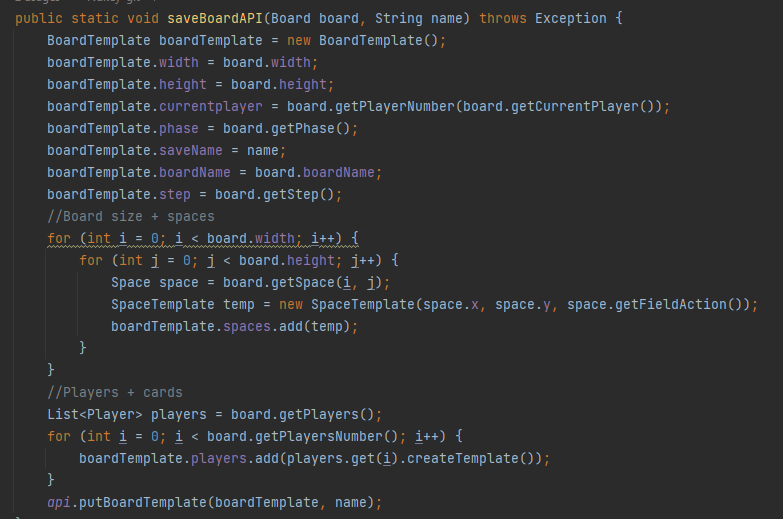 public static void saveBoardAPI(Board board, String name) throws Exception {
    BoardTemplate boardTemplate = new BoardTemplate();
    boardTemplate.width = board.width;
    boardTemplate.height = board.height;
    boardTemplate.currentplayer = board.getPlayerNumber(board.getCurrentPlayer());
    boardTemplate.phase = board.getPhase();
    boardTemplate.saveName = name;
    boardTemplate.boardName = board.boardName;
    boardTemplate.step = board.getStep();
    //Board size + spaces
    for (int i = 0; i < board.width; i++) {
        for (int j = 0; j < board.height; j++) {
            Space space = board.getSpace(i, j);
            SpaceTemplate temp = new SpaceTemplate(space.x, space.y, space.getFieldAction());
            boardTemplate.spaces.add(temp);
        }
    }
    //Players + cards
    List<Player> players = board.getPlayers();
    for (int i = 0; i < board.getPlayersNumber(); i++) {
        boardTemplate.players.add(players.get(i).createTemplate());
    }
    api.putBoardTemplate(boardTemplate, name);